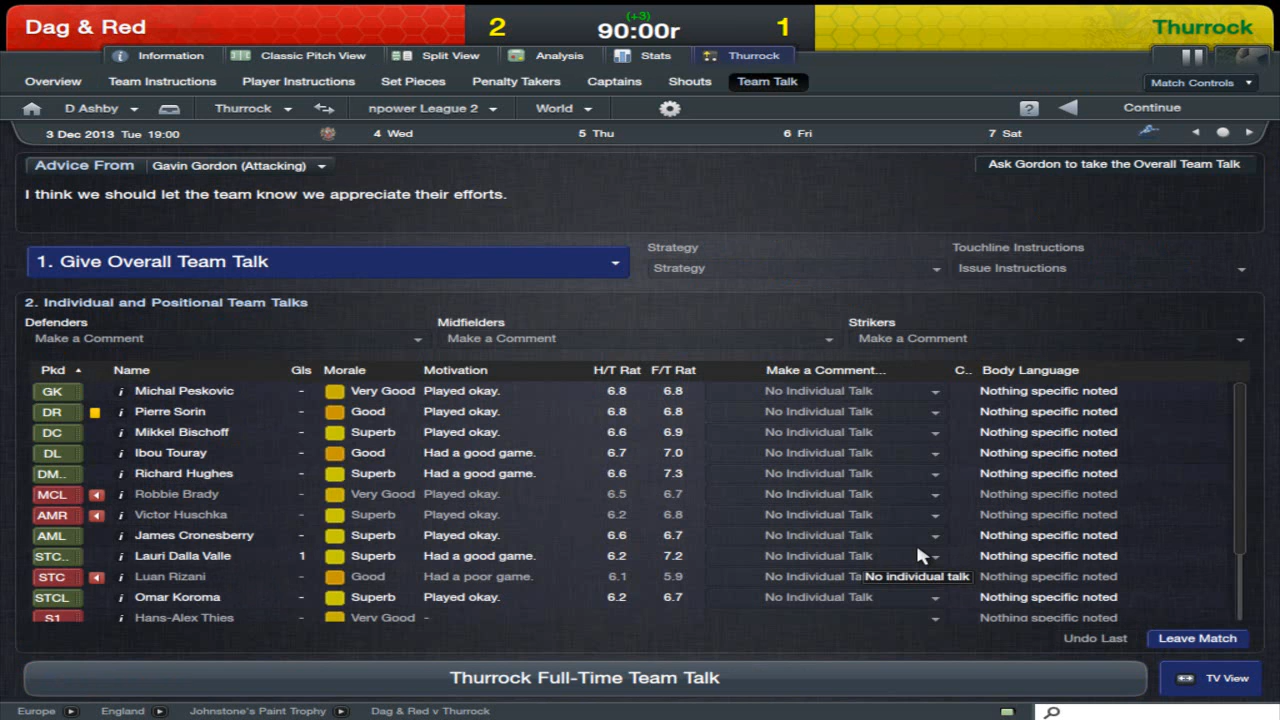 Dag & Red 2 (+3) 90:00r 1 Thurrock
Information Classic Pitch View Split View Analysis Stats Thurrock
Overview Team Instructions Player Instructions Set Pieces Penalty Takers Captains Shouts Team Talk Match Controls
D Ashby Thurrock npower League 2 World ? Continue
3 Dec 2013 Tue 19:00 4 Wed 5 Thu 6 Fri 7 Sat
Advice From Gavin Gordon (Attacking) Ask Gordon to take the Overall Team Talk
I think we should let the team know we appreciate their efforts.
Strategy Touchline Instructions
1. Give Overall Team Talk Strategy Issue Instructions
2. Individual and Positional Team Talks
Defenders Midfielders Strikers
Make a Comment Make a Comment Make a Comment
Pkd Name Gls Morale Motivation H/T Rat F/T Rat Make a Comment... C.. Body Language
GK i Michal Peskovic - Very Good Played okay. 6.8 6.8 No Individual Talk Nothing specific noted
DR i Pierre Sorin - Good Played okay. 6.8 6.8 No Individual Talk Nothing specific noted
DC i Mikkel Bischoff - Superb Played okay. 6.6 6.9 No Individual Talk Nothing specific noted
DL i Ibou Touray - Good Had a good game. 6.7 7.0 No Individual Talk Nothing specific noted
DM.. i Richard Hughes - Superb Had a good game. 6.6 7.3 No Individual Talk Nothing specific noted
MCL i Robbie Brady - Very Good Played okay. 6.5 6.7 No Individual Talk Nothing specific noted
AMR i Victor Huschka - Superb Played okay. 6.2 6.8 No Individual Talk Nothing specific noted
AML i James Cronesberry - Superb Played okay. 6.6 6.7 No Individual Talk Nothing specific noted
STC.. i Lauri Dalla Valle 1 Superb Had a good game. 6.2 7.2 No Individual Talk Nothing specific noted
STC i Luan Rizani - Good Had a poor game. 6.1 5.9 No Individual Ta No individual talk Nothing specific noted
STCL i Omar Koroma - Superb Played okay. 6.2 6.7 No Individual Talk Nothing specific noted
S1 i Hans-Alex Thies - Very Good - No Individual Talk Nothing specific noted
Undo Last Leave Match
Thurrock Full-Time Team Talk TV View
Europe England Johnstone's Paint Trophy Dag & Red v Thurrock